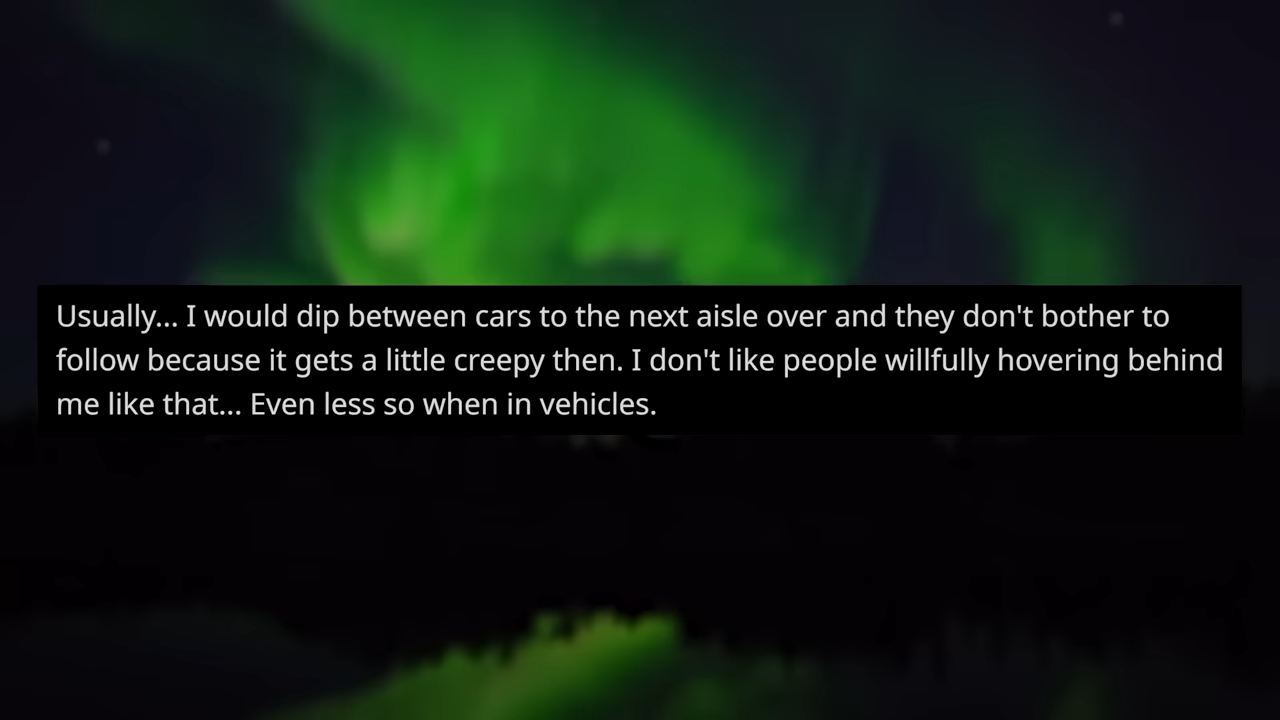 Usually... I would dip between cars to the next aisle over and they don't bother to
follow because it gets a little creepy then. I don't like people willfully hovering behind
me like that... Even less so when in vehicles.